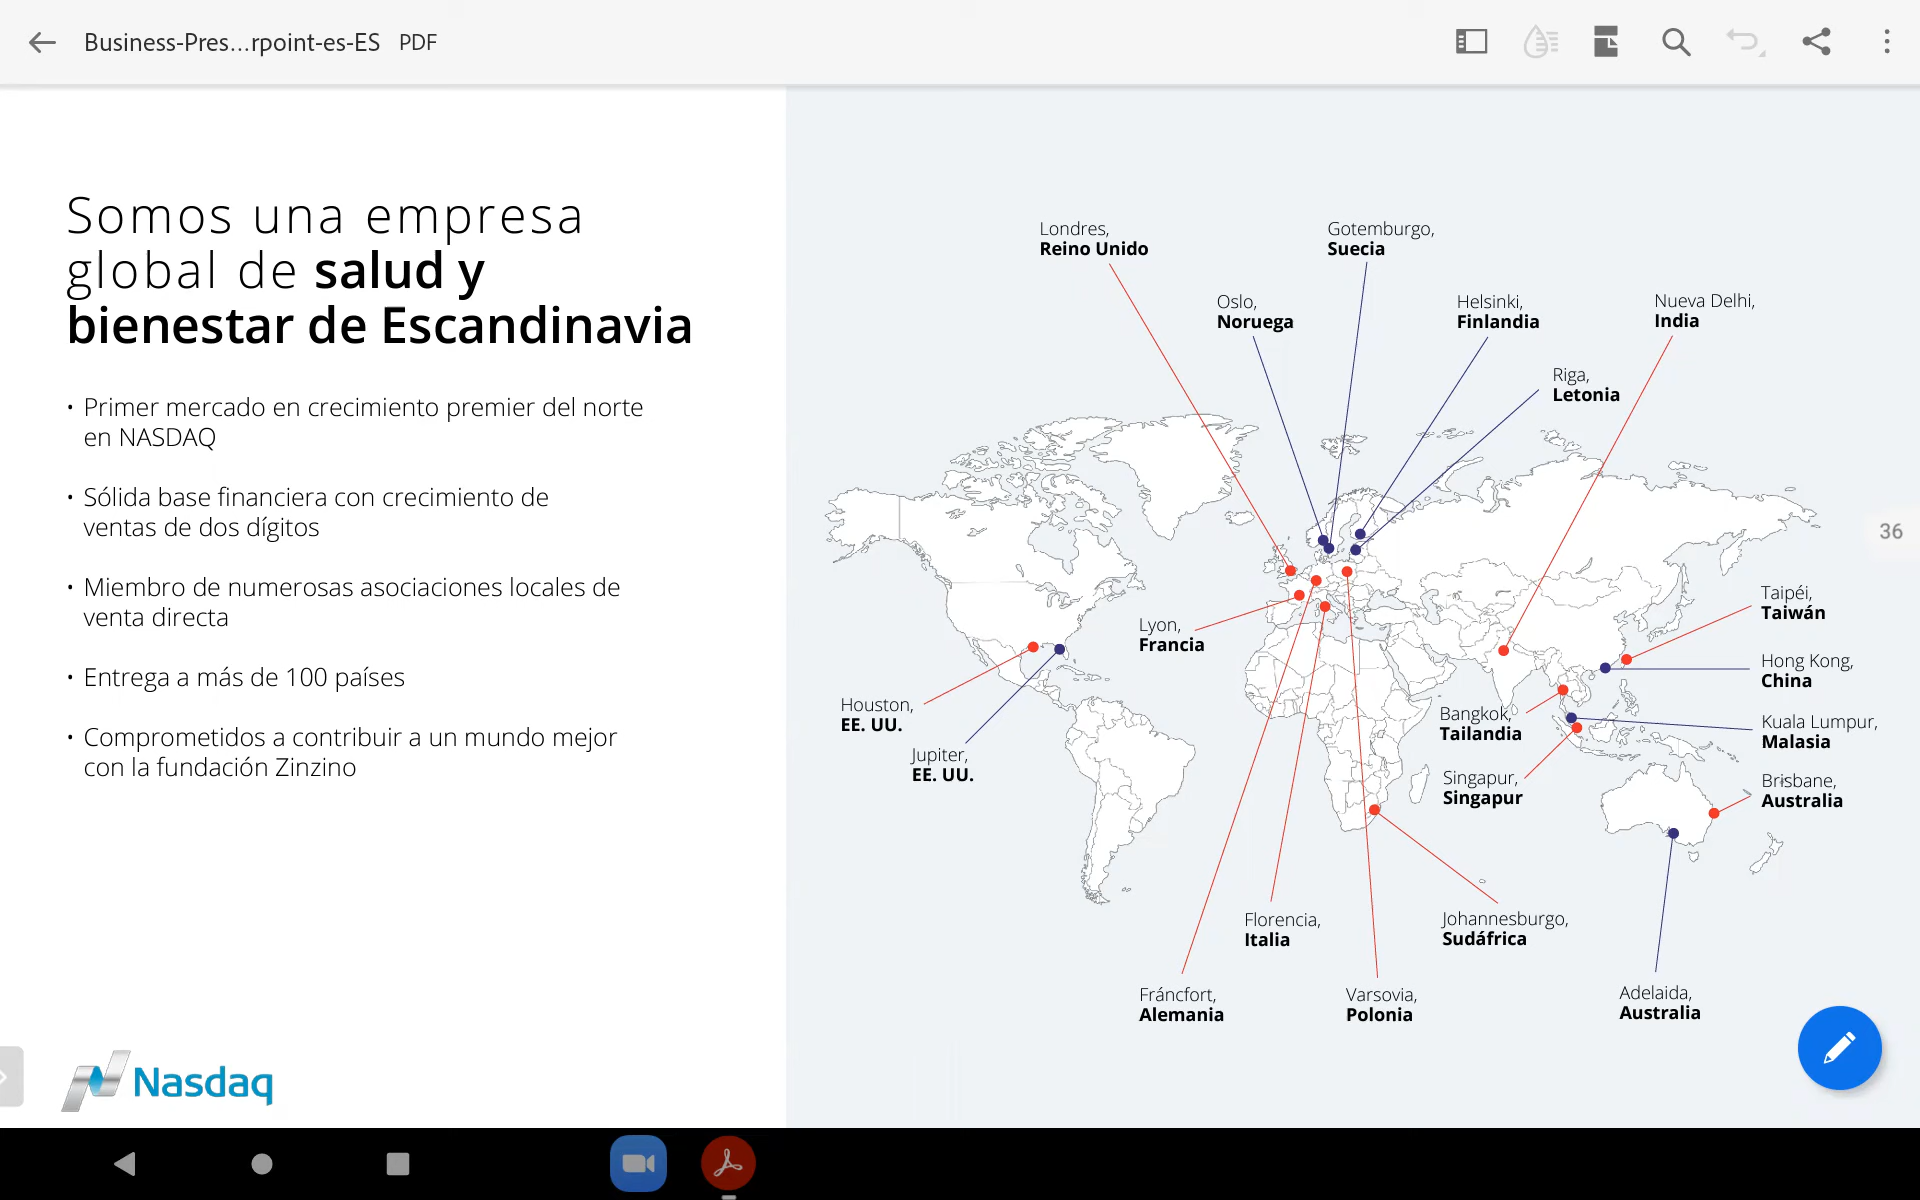 Business-Pres...rpoint-es-ES PDF
Somos una empresa
global de salud y
bienestar de Escandinavia
• Primer mercado en crecimiento premier del norte
en NASDAQ
• Sólida base financiera con crecimiento de
ventas de dos dígitos
• Miembro de numerosas asociaciones locales de
venta directa
• Entrega a más de 100 países
• Comprometidos a contribuir a un mundo mejor
con la fundación Zinzino
Nasdaq
Londres,
Reino Unido
Gotemburgo,
Suecia
Oslo,
Noruega
Helsinki,
Finlandia
Nueva Delhi,
India
Riga,
Letonia
36
Taipéi,
Taiwán
Lyon,
Francia
Hong Kong,
China
Houston,
EE. UU.
Bangkok,
Tailandia
Kuala Lumpur,
Malasia
Jupiter,
EE. UU.
Singapur,
Singapur
Brisbane,
Australia
Florencia,
Italia
Johannesburgo,
Sudáfrica
Fráncfort,
Alemania
Varsovia,
Polonia
Adelaida,
Australia